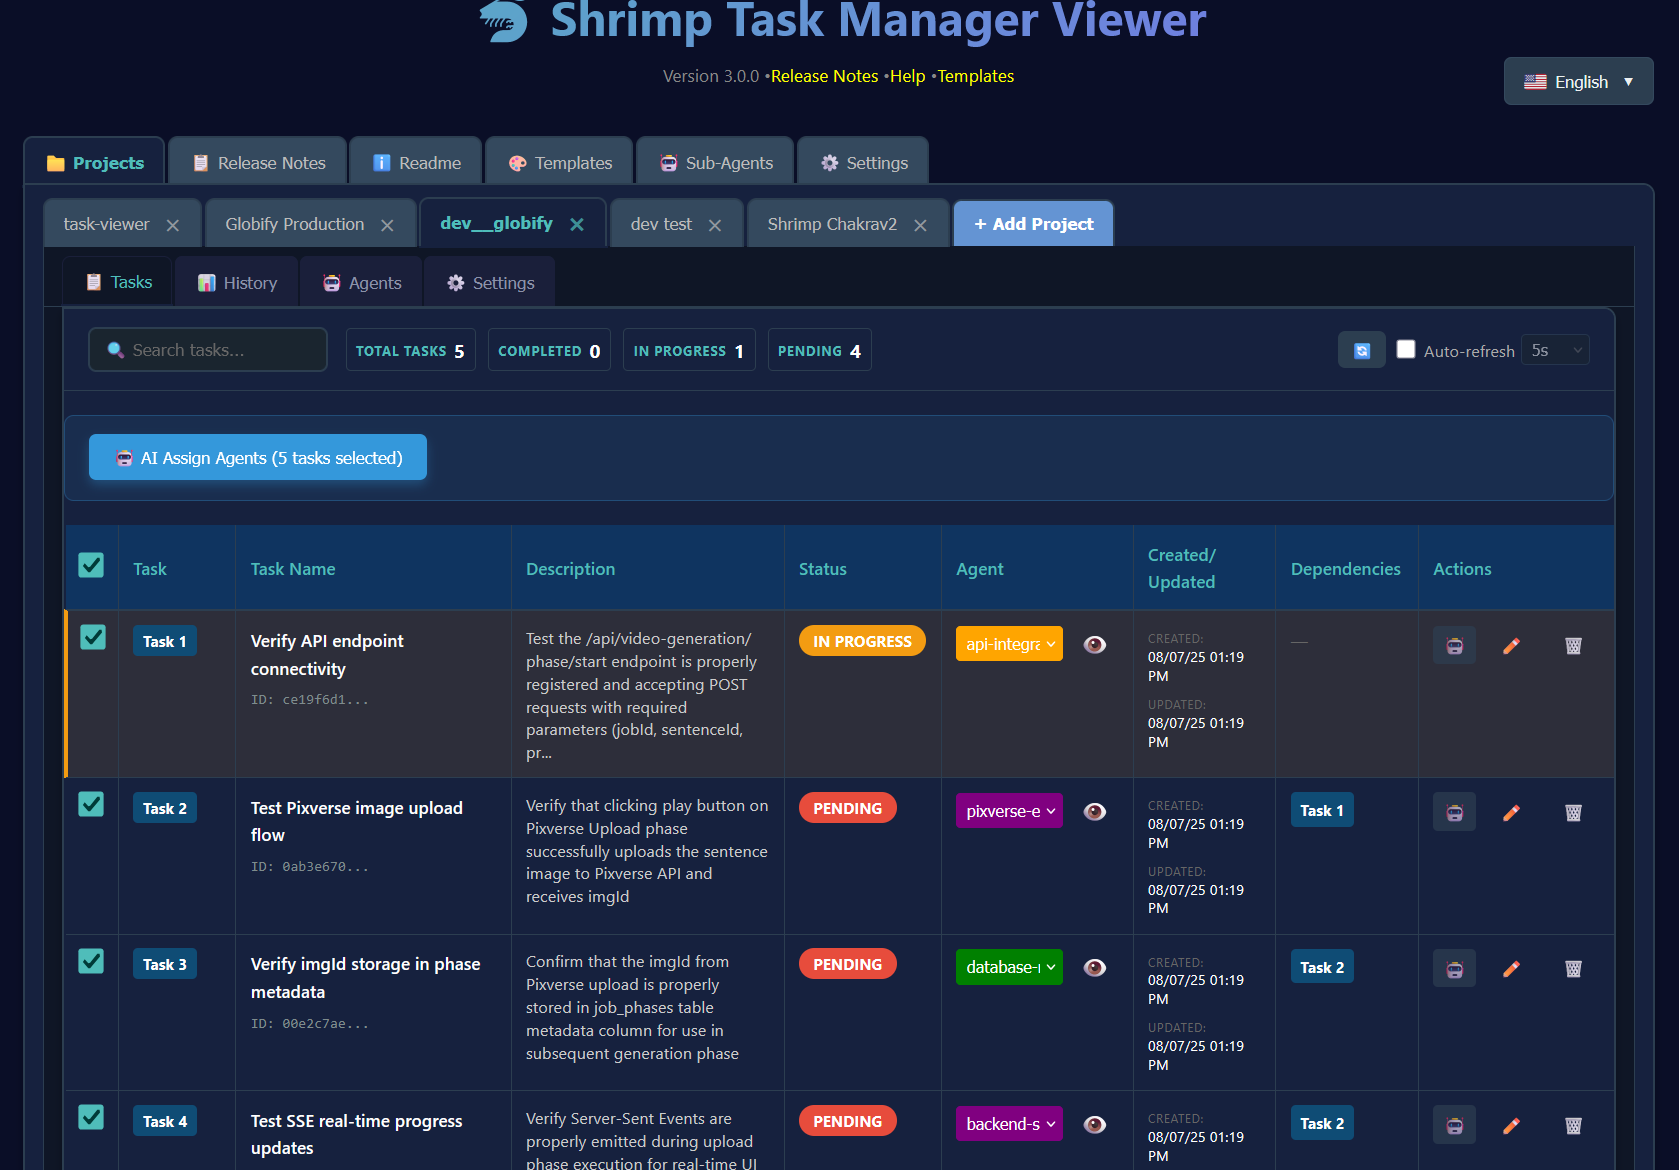 Shrimp Task Manager Viewer
Version 3.0.0 •Release Notes •Help •Templates
English ▼
Projects
Release Notes
Readme
Templates
Sub-Agents
Settings
task-viewer ×
Globify Production ×
dev__globify ×
dev test ×
Shrimp Chakrav2 ×
+ Add Project
Tasks
History
Agents
Settings
Search tasks...
TOTAL TASKS 5
COMPLETED 0
IN PROGRESS 1
PENDING 4
Auto-refresh
5s
AI Assign Agents (5 tasks selected)
Task
Task Name
Description
Status
Agent
Created/
Updated
Dependencies
Actions
Task 1
Verify API endpoint
connectivity
ID: ce19f6d1...
Test the /api/video-generation/
phase/start endpoint is properly
registered and accepting POST
requests with required
parameters (jobId, sentenceId,
pr...
IN PROGRESS
api-integra
CREATED:
08/07/25 01:19
PM
UPDATED:
08/07/25 01:19
PM
—
Task 2
Test Pixverse image upload
flow
ID: 0ab3e670...
Verify that clicking play button on
Pixverse Upload phase
successfully uploads the sentence
image to Pixverse API and
receives imgId
PENDING
pixverse-e
CREATED:
08/07/25 01:19
PM
UPDATED:
08/07/25 01:19
PM
Task 1
Task 3
Verify imgId storage in phase
metadata
ID: 00e2c7ae...
Confirm that the imgId from
Pixverse upload is properly
stored in job_phases table
metadata column for use in
subsequent generation phase
PENDING
database-
CREATED:
08/07/25 01:19
PM
UPDATED:
08/07/25 01:19
PM
Task 2
Task 4
Test SSE real-time progress
updates
Verify Server-Sent Events are
properly emitted during upload
phase execution for real-time UI
PENDING
backend-s
CREATED:
08/07/25 01:19
PM
Task 2